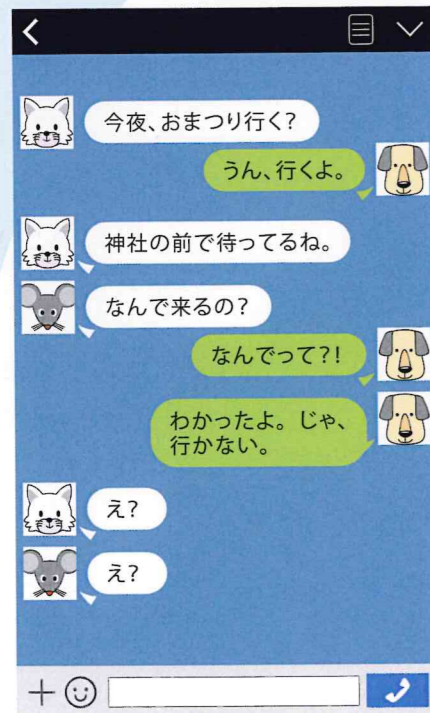 今夜、おまつり行く?
うん、行くよ。
神社の前で待ってるね。
なんで来るの?
なんでって?!
わかったよ。じゃ、
行かない。
え?
え?